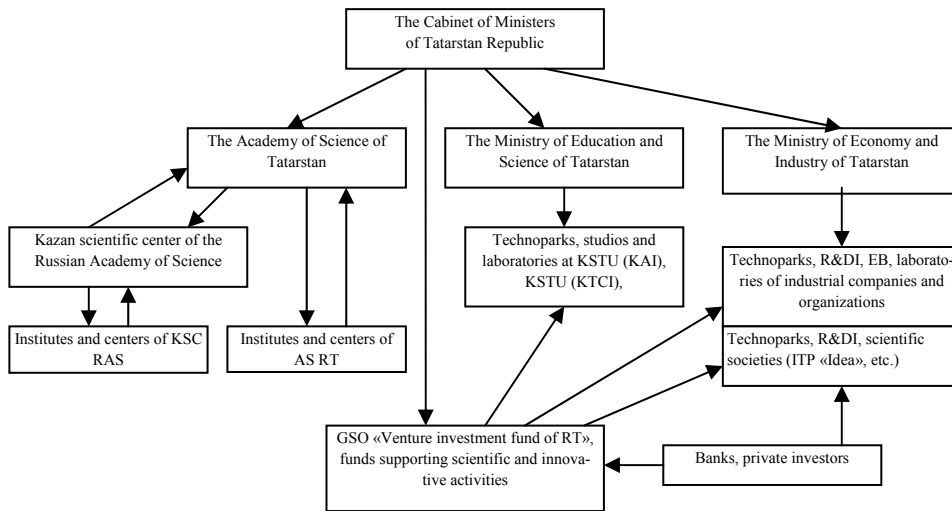 The Cabinet of Ministers
of Tatarstan Republic
The Academy of Science of
Tatarstan
The Ministry of Education and
Science of Tatarstan
The Ministry of Economy
and Industry of Tatarstan
Kazan scientific center of the
Russian Academy of Science
Technoparks, studios and
laboratories at KSTU (KAI),
KSTU (KTCI),
Technoparks, R&DI, EB, laborato-
ries of industrial companies and
organizations
Institutes and centers of KSC
RAS
Institutes and centers of
AS RT
Technoparks, R&DI, scientific
societies (ITP «Idea», etc.)
GSO «Venture investment fund of RT»,
funds supporting scientific and innova-
tive activities
Banks, private investors